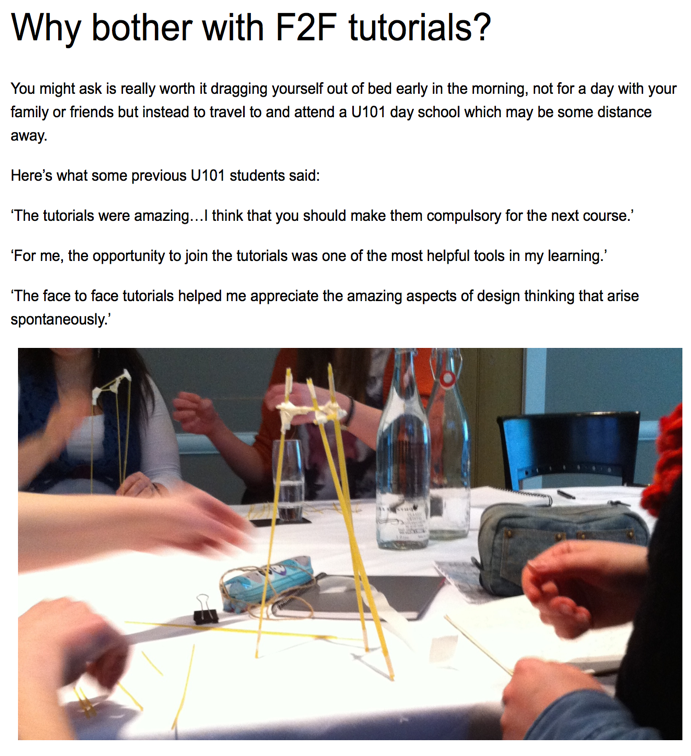 Why bother with F2F tutorials?
You might ask is really worth it dragging yourself out of bed early in the morning, not for a day with your
family or friends but instead to travel to and attend a U101 day school which may be some distance
away.
Here’s what some previous U101 students said:
‘The tutorials were amazing…I think that you should make them compulsory for the next course.’
‘For me, the opportunity to join the tutorials was one of the most helpful tools in my learning.’
‘The face to face tutorials helped me appreciate the amazing aspects of design thinking that arise
spontaneously.’